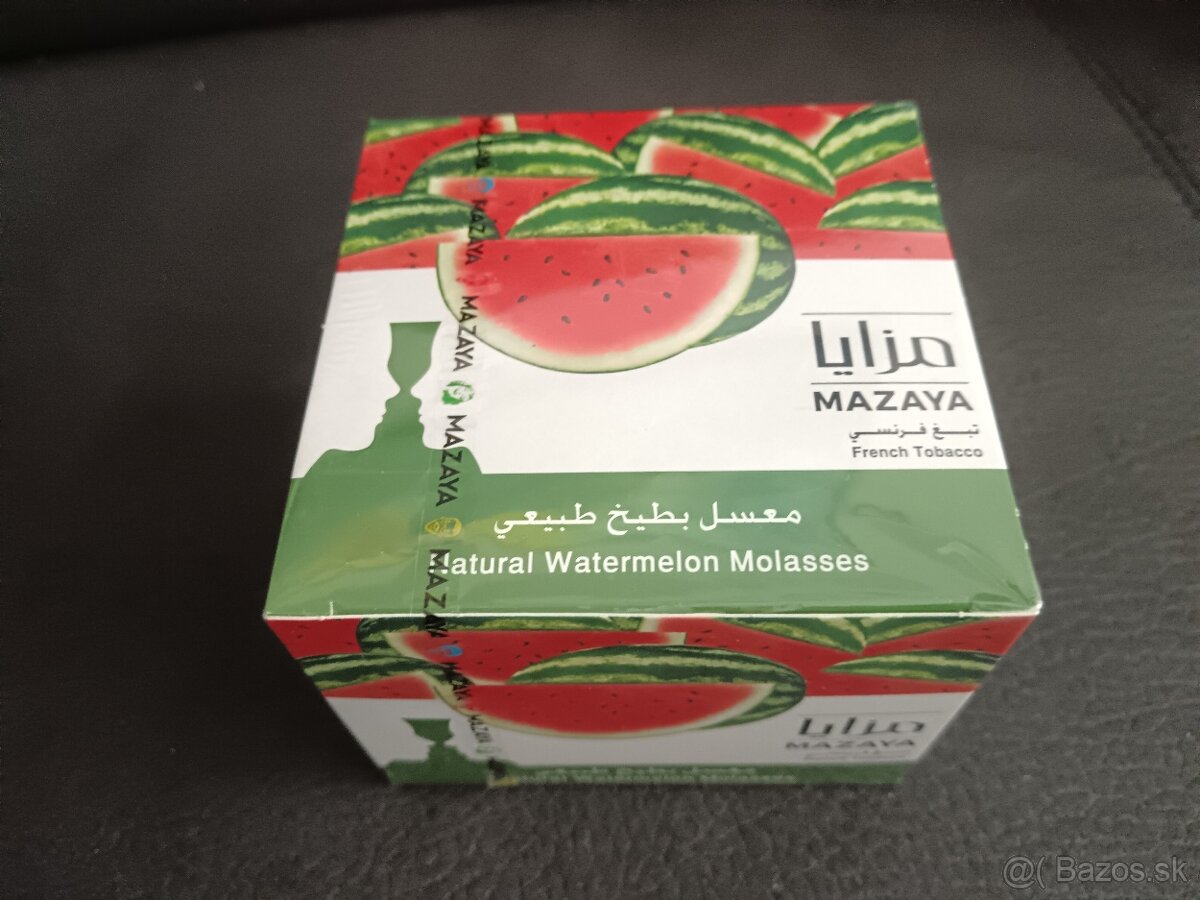 مزايا
MAZAYA
تبغ فرنسي
French Tobacco
معسل بطيخ طبيعي
Natural Watermelon Molasses
MAZAYA
MAZAYA
MAZAYA
MAZAYA
مزايا
MAZAYA
@( Bazos.sk